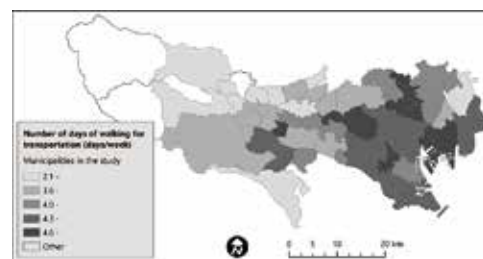 Number of days of walking for
transportation (days/week)
Municipalities in the study
2.1 -
3.6 -
4.0 -
4.3 -
4.6 -
Other
N
0 5 10 20 km